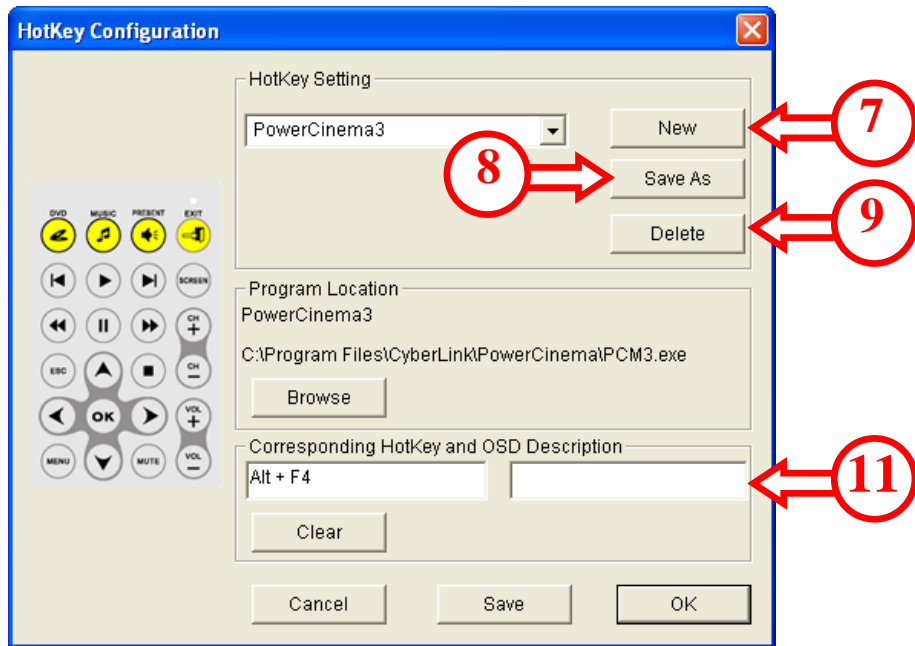 HotKey Configuration
HotKey Setting
PowerCinema3
New
7
8
Save As
Delete
9
DVD MUSIC PRESENT EXIT
SCREEN
CH
+
ESC
CH
−
OK
VOL
+
MENU
MUTE
VOL
−
Program Location
PowerCinema3
C:\Program Files\CyberLink\PowerCinema\PCM3.exe
Browse
Corresponding HotKey and OSD Description
Alt + F4
11
Clear
Cancel Save OK